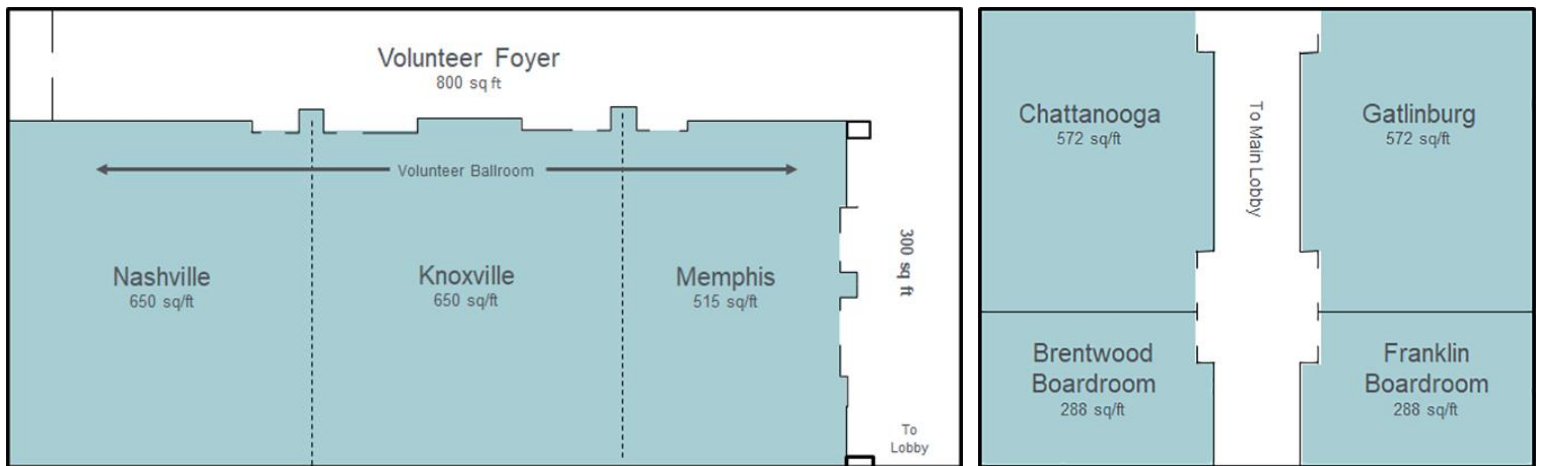 Volunteer Foyer
800 sq ft
Volunteer Ballroom
Nashville
650 sq/ft
Knoxville
650 sq/ft
Memphis
515 sq/ft
300 sq ft
To
Lobby
Chattanooga
572 sq/ft
To Main Lobby
Gatlinburg
572 sq/ft
Brentwood
Boardroom
288 sq/ft
Franklin
Boardroom
288 sq/ft